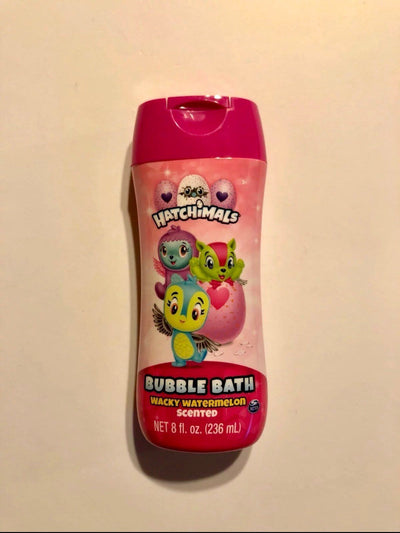 HATCHiMALS
BUBBLE BATH
WACKY WATERMELON
SCENTED
NET 8 fl. oz. (236 mL)